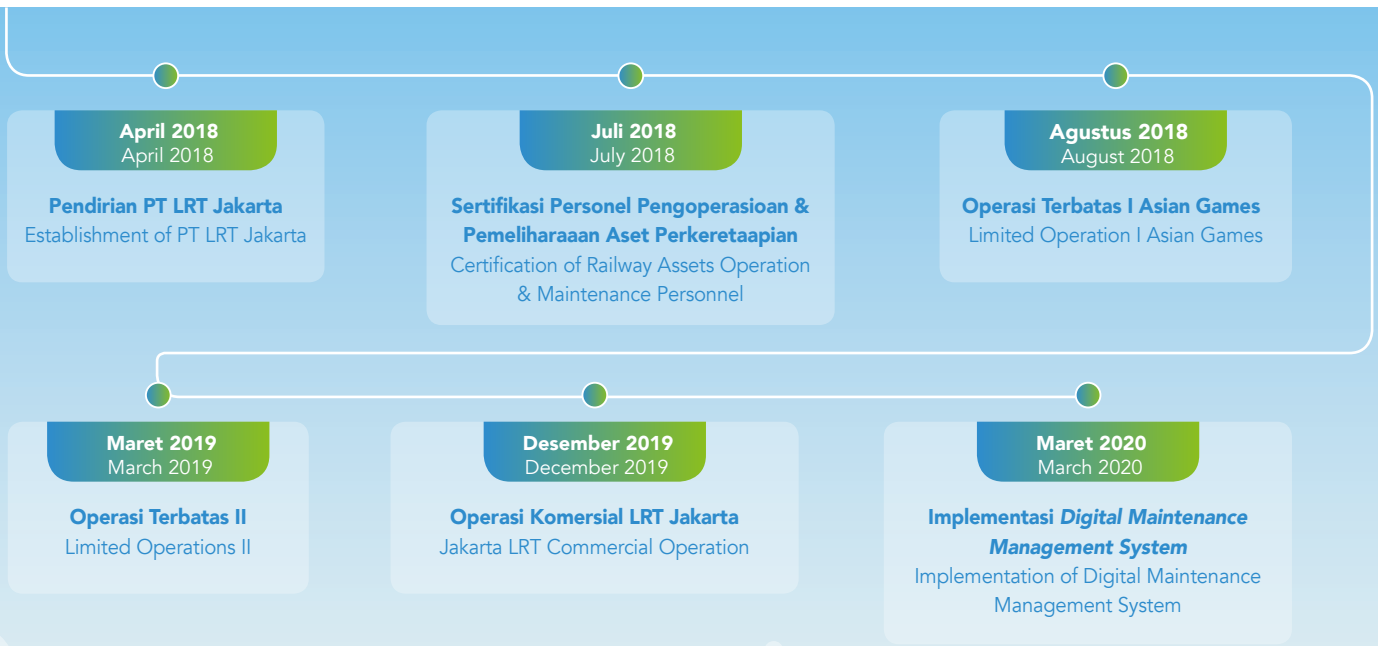 April 2018
April 2018
Pendirian PT LRT Jakarta
Establishment of PT LRT Jakarta
Juli 2018
July 2018
Sertifikasi Personel Pengoperasioan &
Pemeliharaaan Aset Perkeretaapian
Certification of Railway Assets Operation
& Maintenance Personnel
Agustus 2018
August 2018
Operasi Terbatas I Asian Games
Limited Operation I Asian Games
Maret 2019
March 2019
Operasi Terbatas II
Limited Operations II
Desember 2019
December 2019
Operasi Komersial LRT Jakarta
Jakarta LRT Commercial Operation
Maret 2020
March 2020
Implementasi Digital Maintenance
Management System
Implementation of Digital Maintenance
Management System